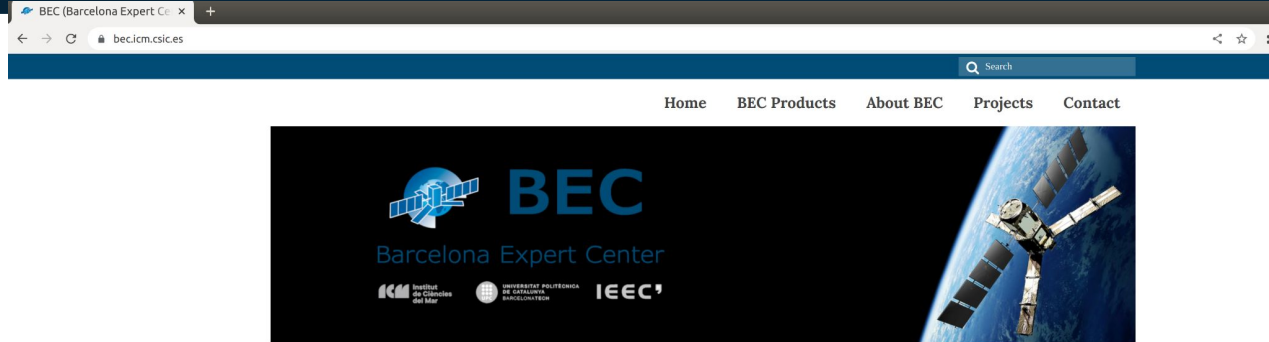 BEC (Barcelona Expert Ce
bec.icm.csic.es
Search
Home BEC Products About BEC Projects Contact
BEC
Barcelona Expert Center
Institut
de Ciències
del Mar
UNIVERSITAT POLITÈCNICA
DE CATALUNYA
BARCELONATECH
IEEC